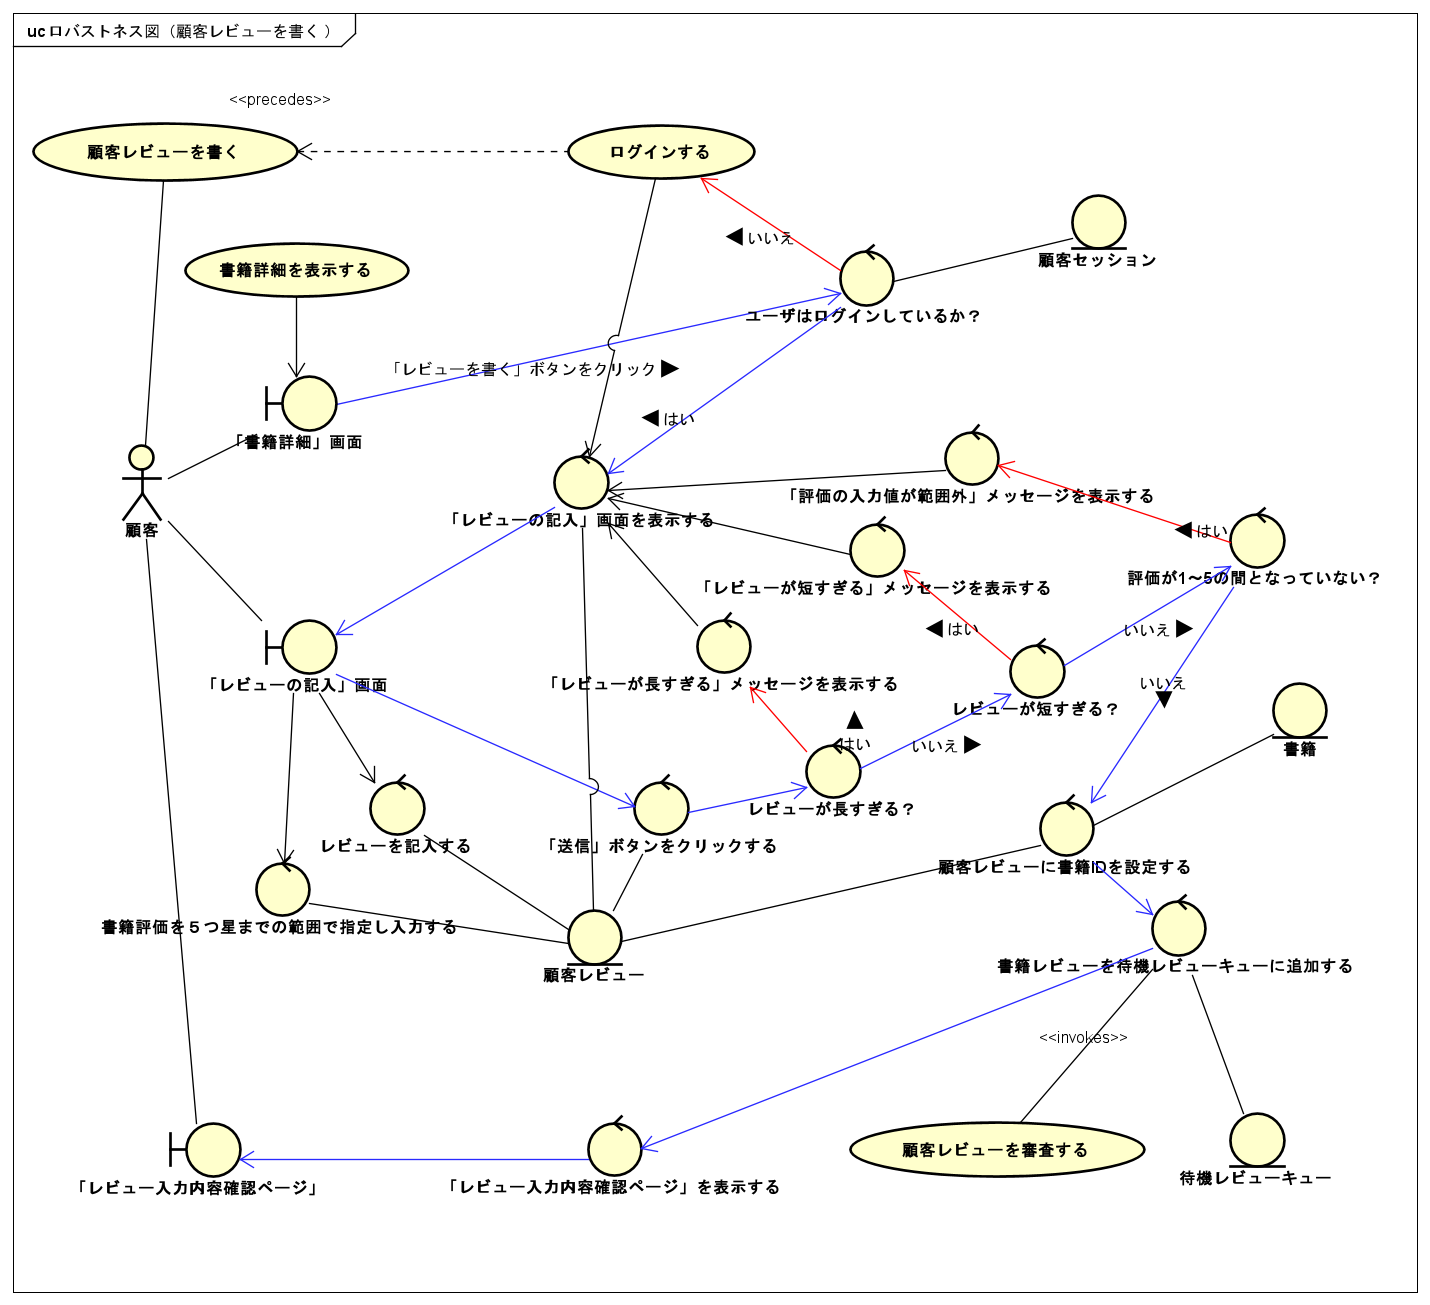 uc ロバストネス図（顧客レビューを書く）
<<precedes>>
顧客レビューを書く
ログインする
いいえ
顧客セッション
書籍詳細を表示する
ユーザはログインしているか？
「レビューを書く」ボタンをクリック
はい
「書籍詳細」画面
「評価の入力値が範囲外」メッセージを表示する
「レビューの記入」画面を表示する
顧客
はい
評価が1～5の間となっていない？
「レビューが短すぎる」メッセージを表示する
はい
いいえ
「レビューの記入」画面
「レビューが長すぎる」メッセージを表示する
いいえ
レビューが短すぎる？
はい
いいえ
書籍
レビューが長すぎる？
レビューを記入する
「送信」ボタンをクリックする
顧客レビューに書籍IDを設定する
書籍評価を５つ星までの範囲で指定し入力する
顧客レビュー
書籍レビューを待機レビューキューに追加する
<<invokes>>
顧客レビューを審査する
待機レビューキュー
「レビュー入力内容確認ページ」
「レビュー入力内容確認ページ」を表示する